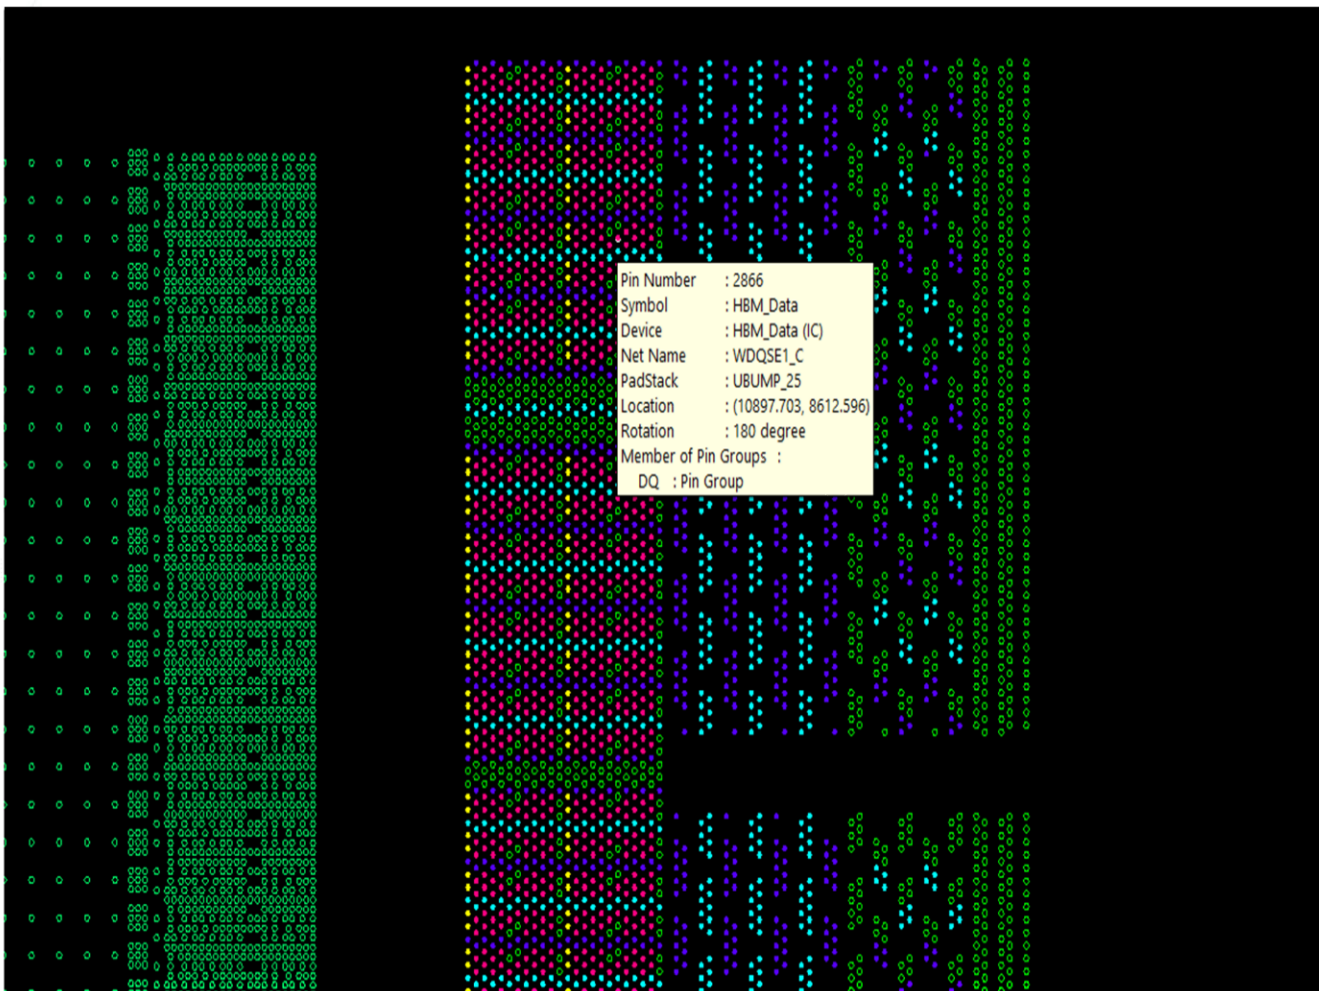 Pin Number : 2866
Symbol : HBM_Data
Device : HBM_Data (IC)
Net Name : WDQSE1_C
PadStack : UBUMP_25
Location : (10897.703, 8612.596)
Rotation : 180 degree
Member of Pin Groups :
DQ : Pin Group